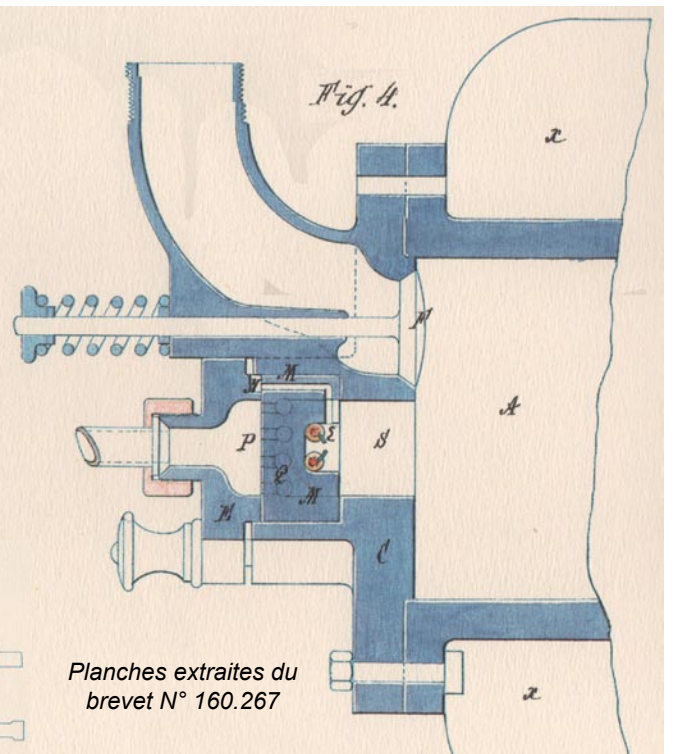 Fig. 4.
x
F
A
N
M
P
Q
Σ
S
M
H
C
Planches extraites du
brevet N° 160.267
x